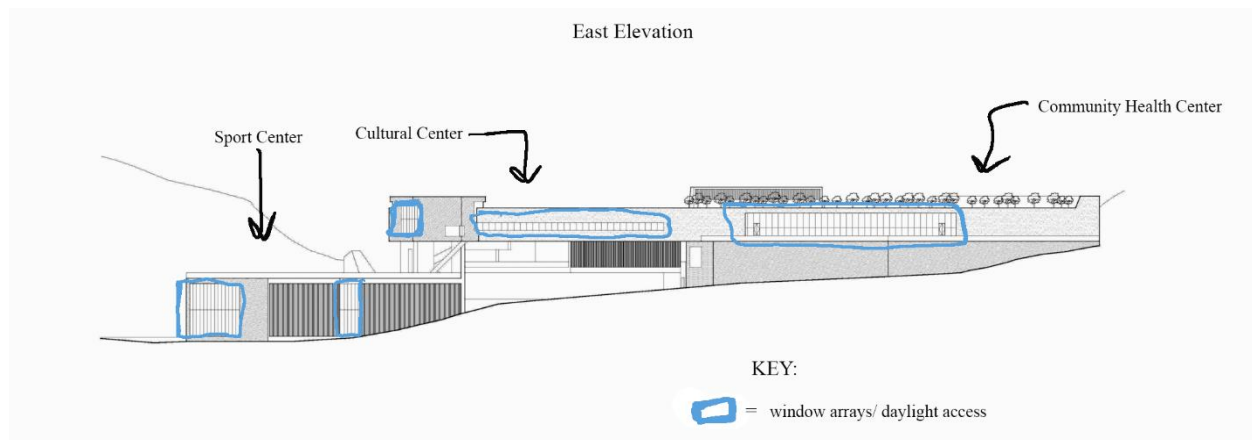 East Elevation
Community Health Center
Cultural Center
Sport Center
KEY:
= window arrays/ daylight access